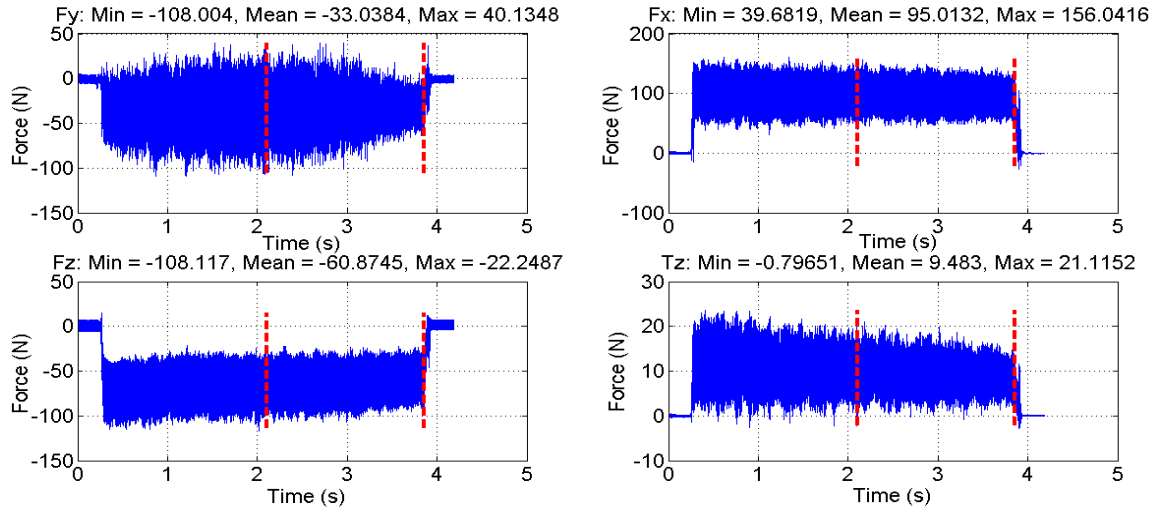 Fy: Min = -108.004, Mean = -33.0384, Max = 40.1348
50
0
-50
-100
-150
Force (N)
0 1 2 3 4 5
Time (s)
Fx: Min = 39.6819, Mean = 95.0132, Max = 156.0416
200
100
0
-100
Force (N)
0 1 2 3 4 5
Time (s)
Fz: Min = -108.117, Mean = -60.8745, Max = -22.2487
50
0
-50
-100
-150
Force (N)
0 1 2 3 4 5
Time (s)
Tz: Min = -0.79651, Mean = 9.483, Max = 21.1152
30
20
10
0
-10
Force (N)
0 1 2 3 4 5
Time (s)